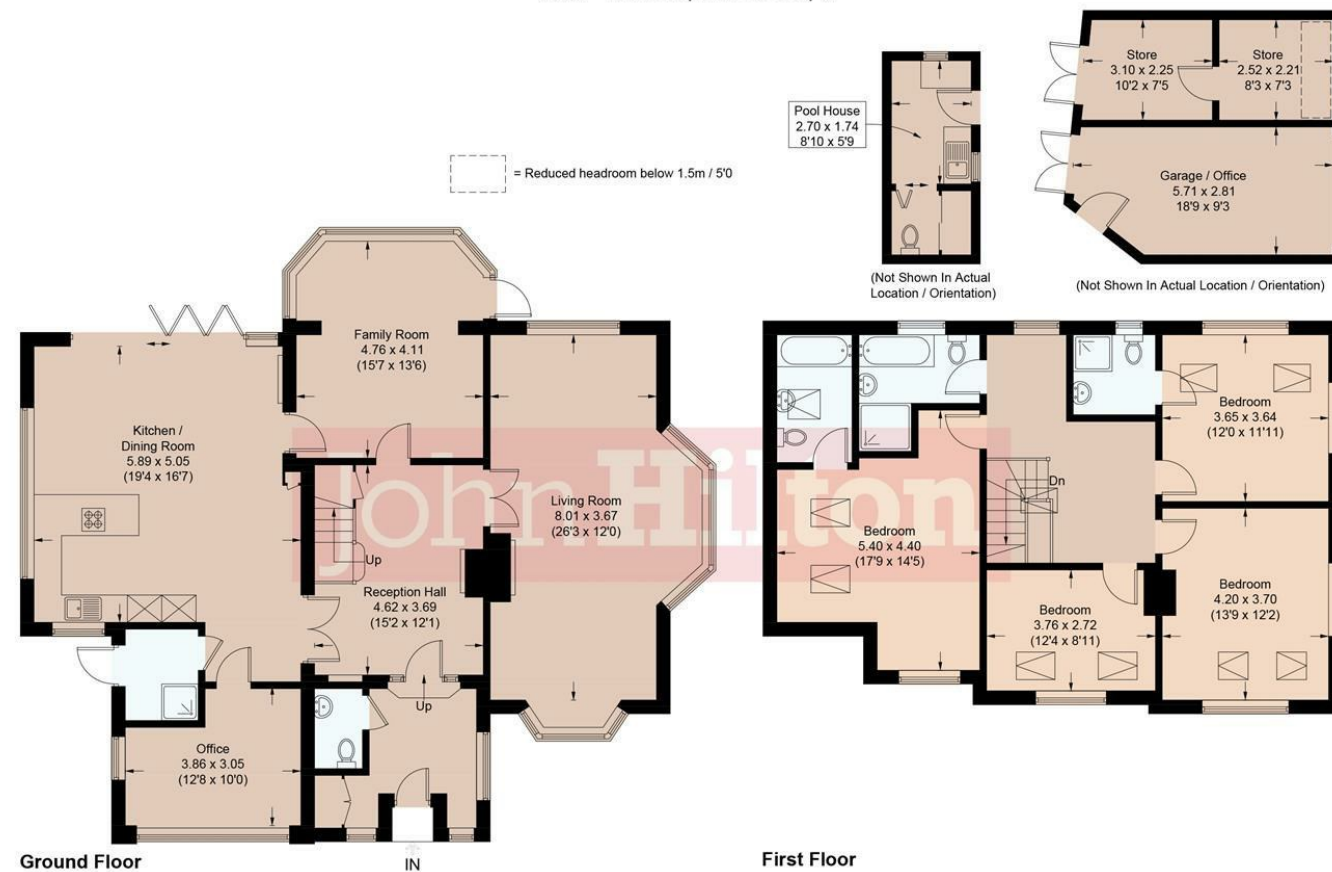 Store
3.10 x 2.25
10'2 x 7'5
Store
2.52 x 2.21
8'3 x 7'3
Pool House
2.70 x 1.74
8'10 x 5'9
= Reduced headroom below 1.5m / 5'0
Garage / Office
5.71 x 2.81
18'9 x 9'3
(Not Shown In Actual
Location / Orientation)
(Not Shown In Actual Location / Orientation)
Family Room
4.76 x 4.11
(15'7 x 13'6)
Kitchen /
Dining Room
5.89 x 5.05
(19'4 x 16'7)
Living Room
8.01 x 3.67
(26'3 x 12'0)
Up
Reception Hall
4.62 x 3.69
(15'2 x 12'1)
Up
Office
3.86 x 3.05
(12'8 x 10'0)
IN
Ground Floor
John Hilton
Bedroom
3.65 x 3.64
(12'0 x 11'11)
Dn
Bedroom
5.40 x 4.40
(17'9 x 14'5)
Bedroom
3.76 x 2.72
(12'4 x 8'11)
Bedroom
4.20 x 3.70
(13'9 x 12'2)
First Floor